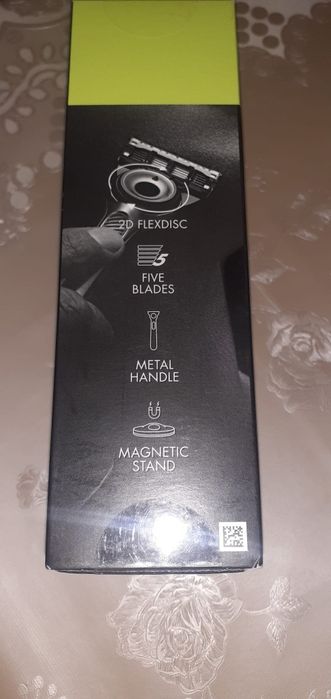 2D FLEXDISC
5
FIVE
BLADES
METAL
HANDLE
MAGNETIC
STAND